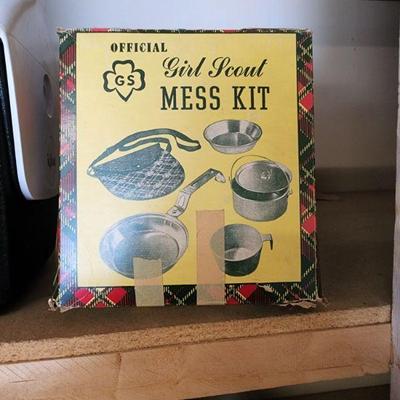 OFFICIAL
Girl Scout
GS
MESS KIT